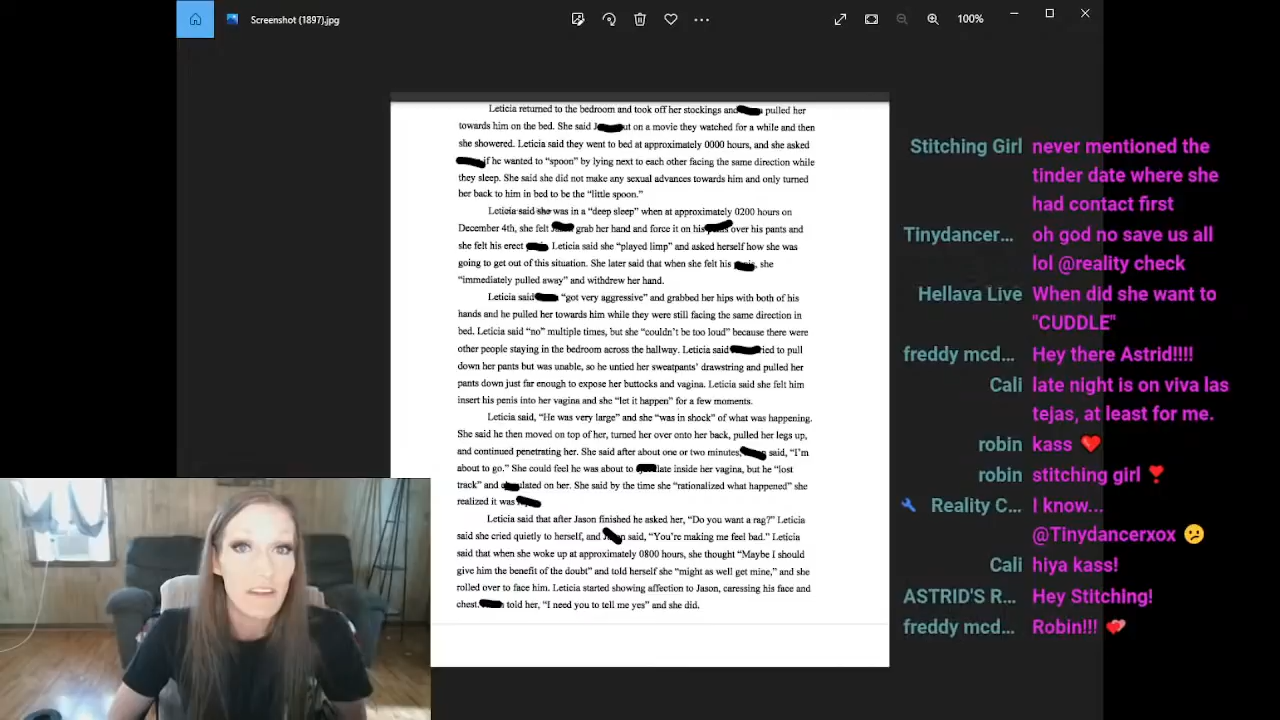 Screenshot (1897).jpg
100%
Leticia returned to the bedroom and took off her stockings and pulled her
towards him on the bed. She said J ut on a movie they watched for a while and then
she showered. Leticia said they went to bed at approximately 0000 hours, and she asked
if he wanted to “spoon” by lying next to each other facing the same direction while
they sleep. She said she did not make any sexual advances towards him and only turned
her back to him in bed to be the “little spoon.”
Leticia said she was in a “deep sleep” when at approximately 0200 hours on
December 4th, she felt grab her hand and force it on his over his pants and
she felt his erect . Leticia said she “played limp” and asked herself how she was
going to get out of this situation. She later said that when she felt his , she
“immediately pulled away” and withdrew her hand.
Leticia said “got very aggressive” and grabbed her hips with both of his
hands and he pulled her towards him while they were still facing the same direction in
bed. Leticia said “no” multiple times, but she “couldn’t be too loud” because there were
other people staying in the bedroom across the hallway. Leticia said ried to pull
down her pants but was unable, so he untied her sweatpants’ drawstring and pulled her
pants down just far enough to expose her buttocks and vagina. Leticia said she felt him
insert his penis into her vagina and she “let it happen” for a few moments.
Leticia said, “He was very large” and she “was in shock” of what was happening.
She said he then moved on top of her, turned her over onto her back, pulled her legs up,
and continued penetrating her. She said after about one or two minutes, said, “I’m
about to go.” She could feel he was about to late inside her vagina, but he “lost
track” and ulated on her. She said by the time she “rationalized what happened” she
realized it was
Leticia said that after Jason finished he asked her, “Do you want a rag?” Leticia
said she cried quietly to herself, and said, “You’re making me feel bad.” Leticia
said that when she woke up at approximately 0800 hours, she thought “Maybe I should
give him the benefit of the doubt” and told herself she “might as well get mine,” and she
rolled over to face him. Leticia started showing affection to Jason, caressing his face and
chest. told her, “I need you to tell me yes” and she did.
Stitching Girl never mentioned the
tinder date where she
had contact first
Tinydancer… oh god no save us all
lol @reality check
Hellava Live When did she want to
"CUDDLE"
freddy mcd… Hey there Astrid!!!!
Cali late night is on viva las
tejas, at least for me.
robin kass ❤️
robin stitching girl ❣️
Reality C… I know...
@Tinydancerxox 😕
Cali hiya kass!
ASTRID'S R… Hey Stitching!
freddy mcd… Robin!!! 💕